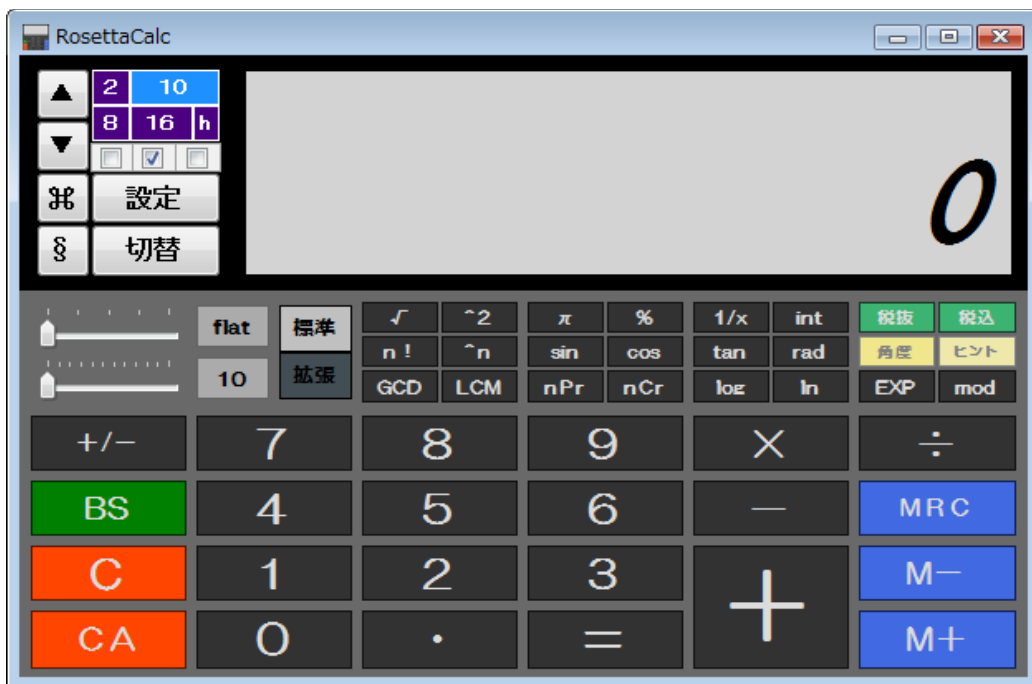 RosettaCalc
▲ 2 10
▼ 8 16 h
⌘ 設定
§ 切替
0
flat 標準 √ ^2 π % 1/x int 税抜 税込
n! ^n sin cos tan rad 角度 ヒント
10 拡張 GCD LCM nPr nCr log ln EXP mod
+/− 7 8 9 × ÷
BS 4 5 6 − MRC
C 1 2 3 + M−
CA 0 · = M+